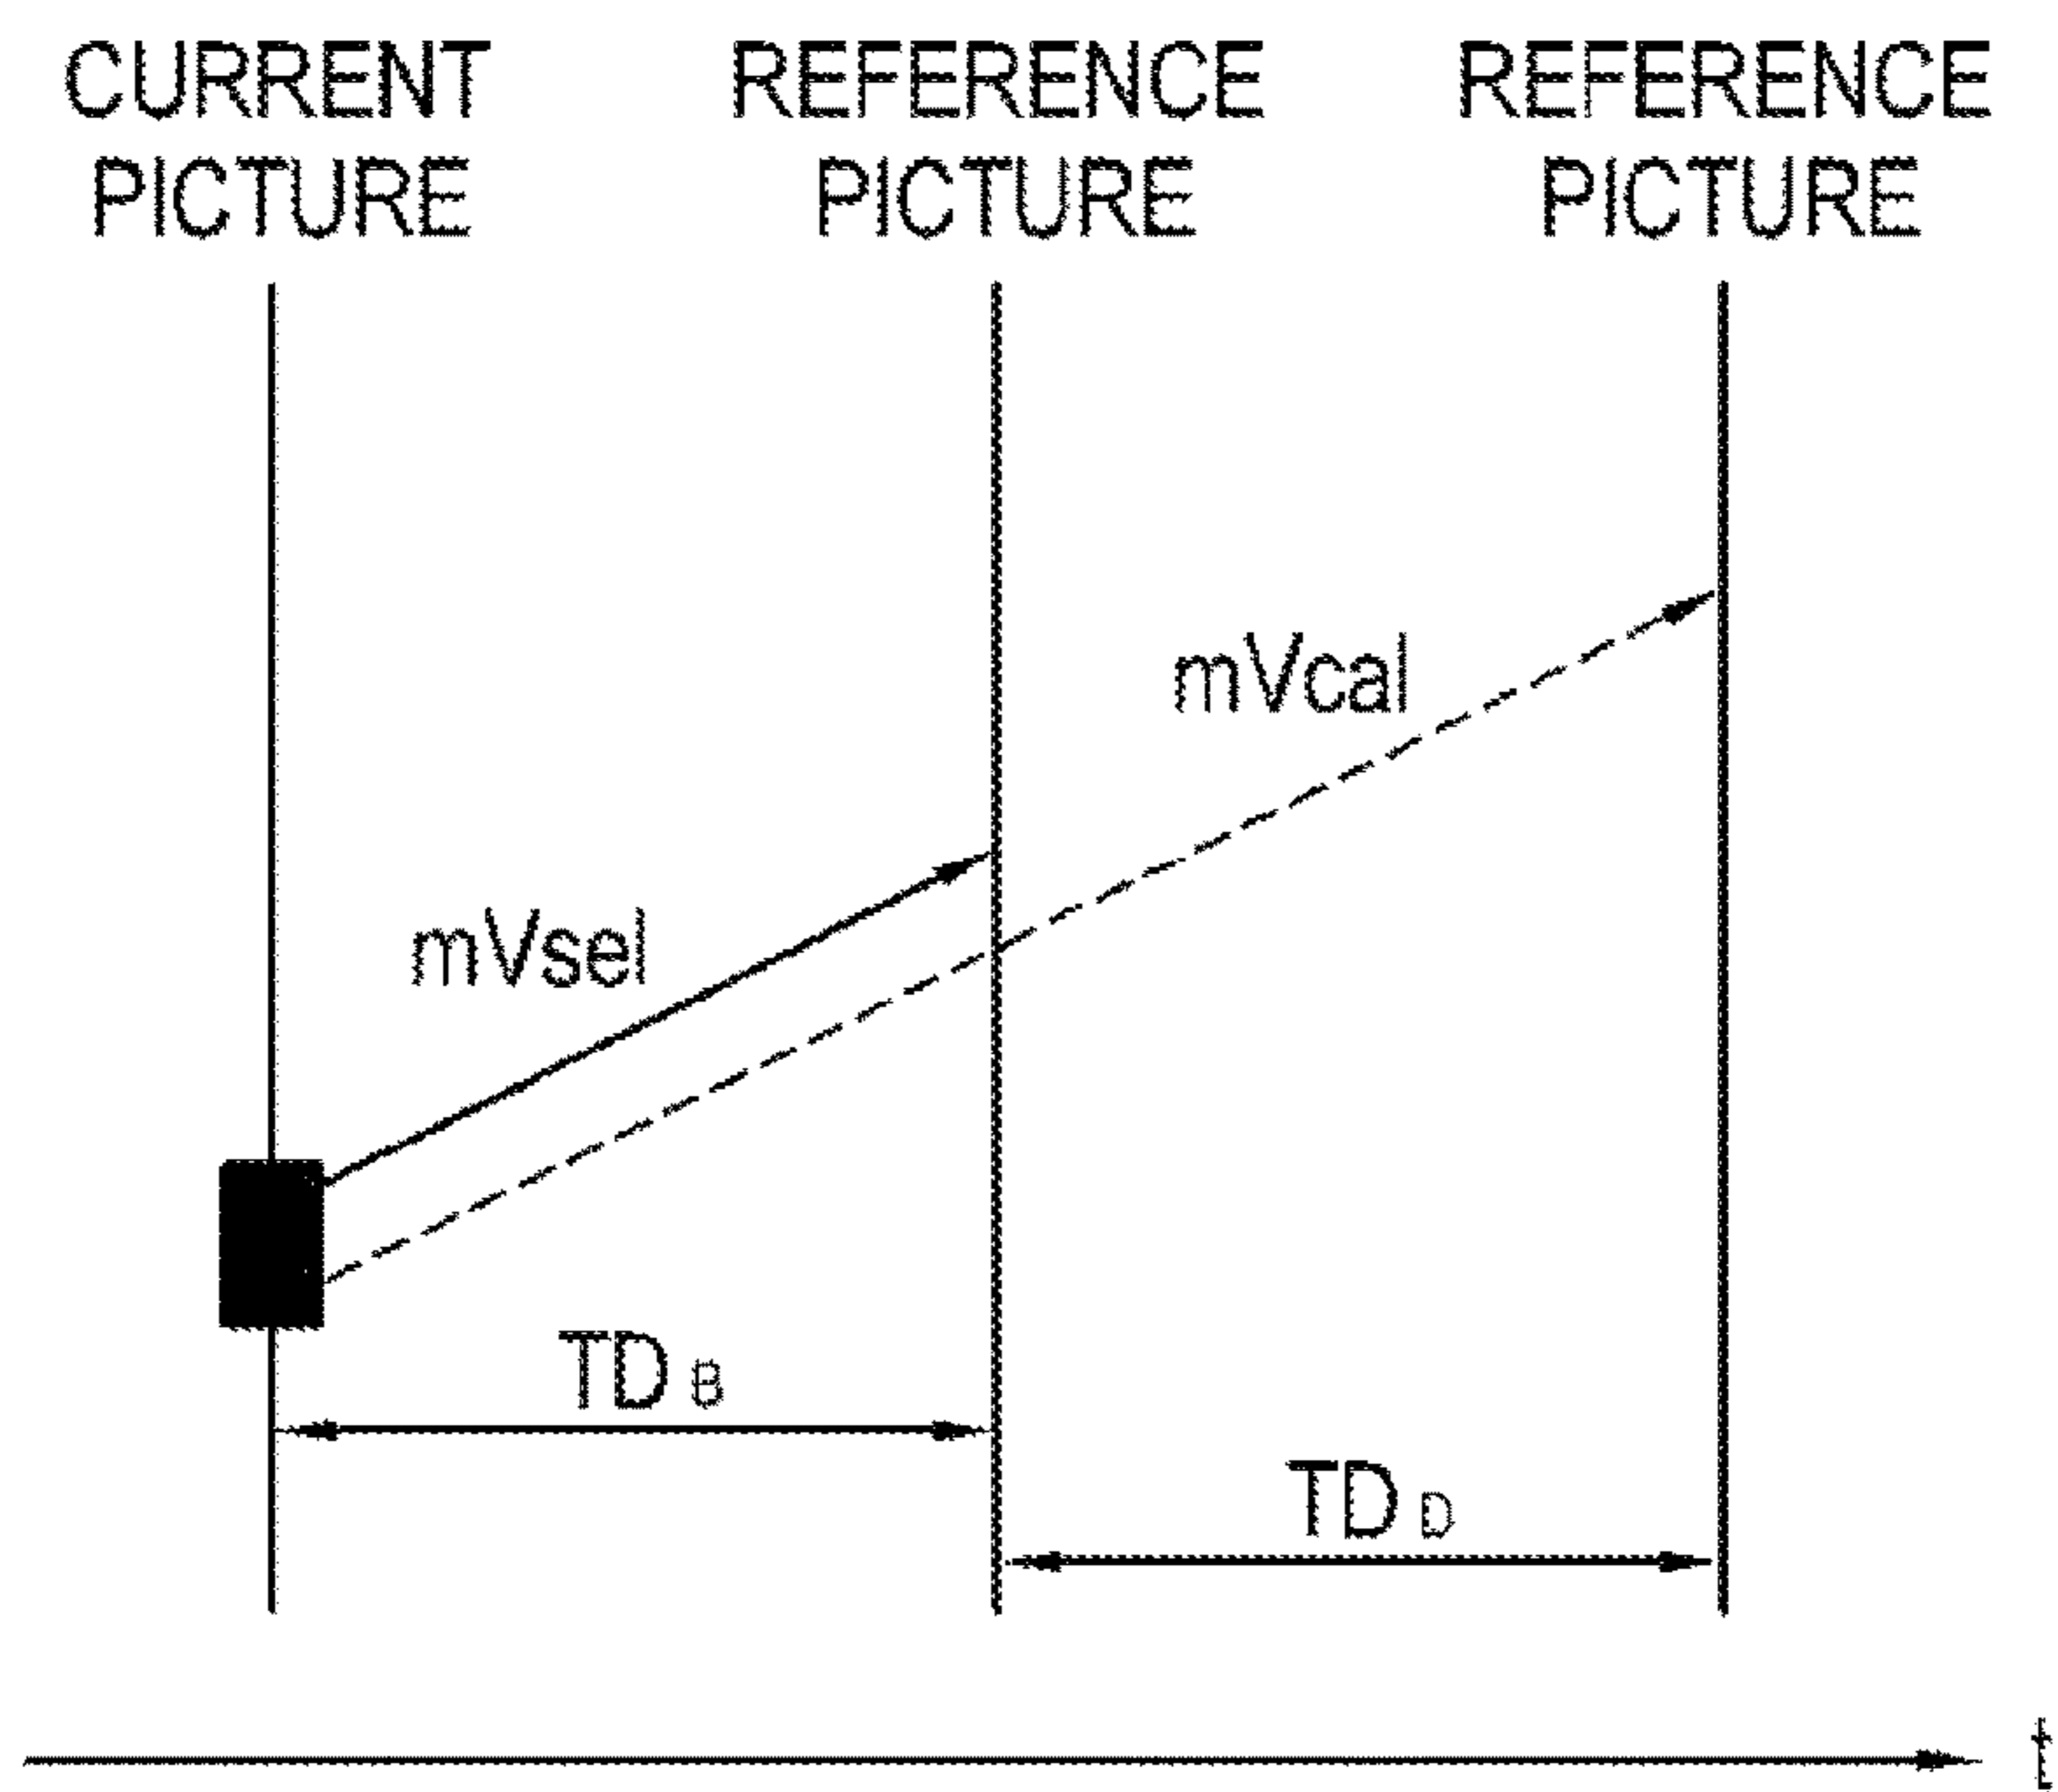 CURRENT PICTURE
REFERENCE PICTURE
REFERENCE PICTURE
mVcal
mVsel
TD B
TD D
t